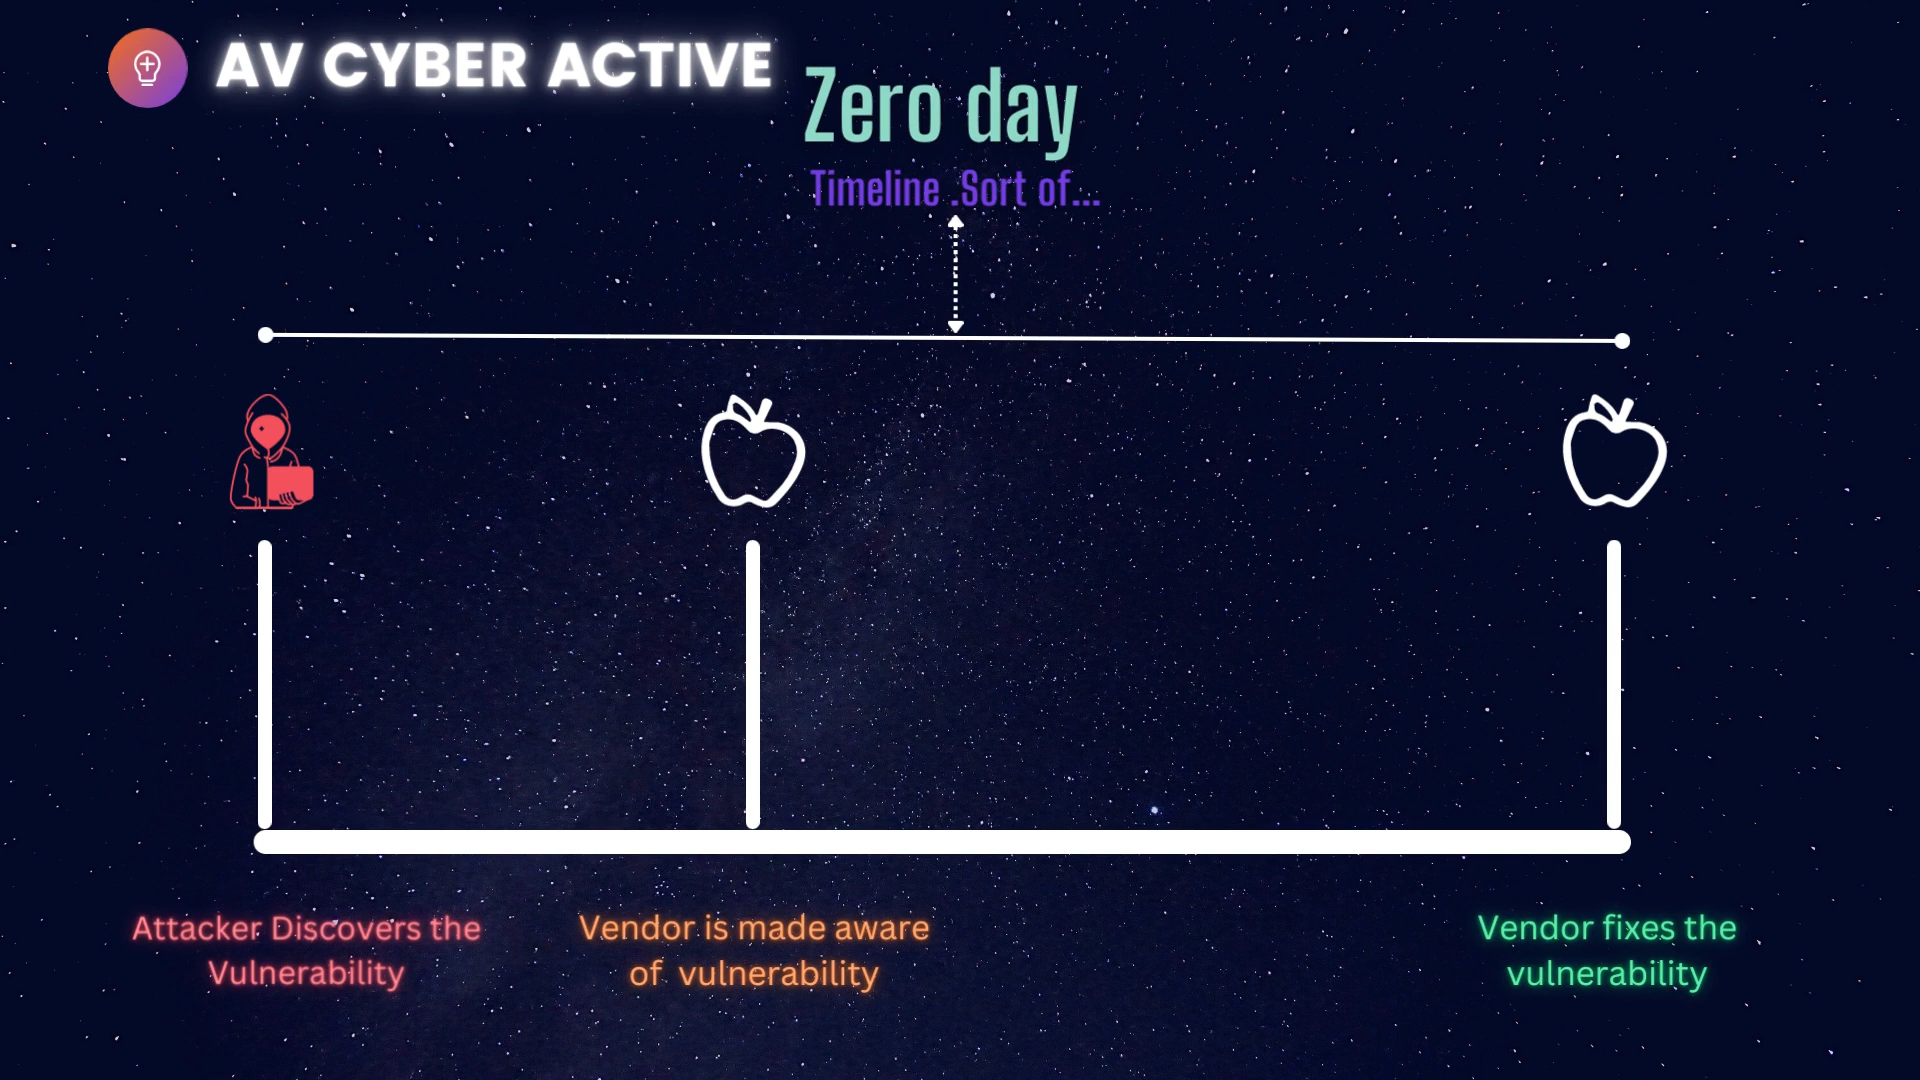 AV CYBER ACTIVE
Zero day
Timeline .Sort of...
Attacker Discovers the
Vulnerability
Vendor is made aware
of vulnerability
Vendor fixes the
vulnerability